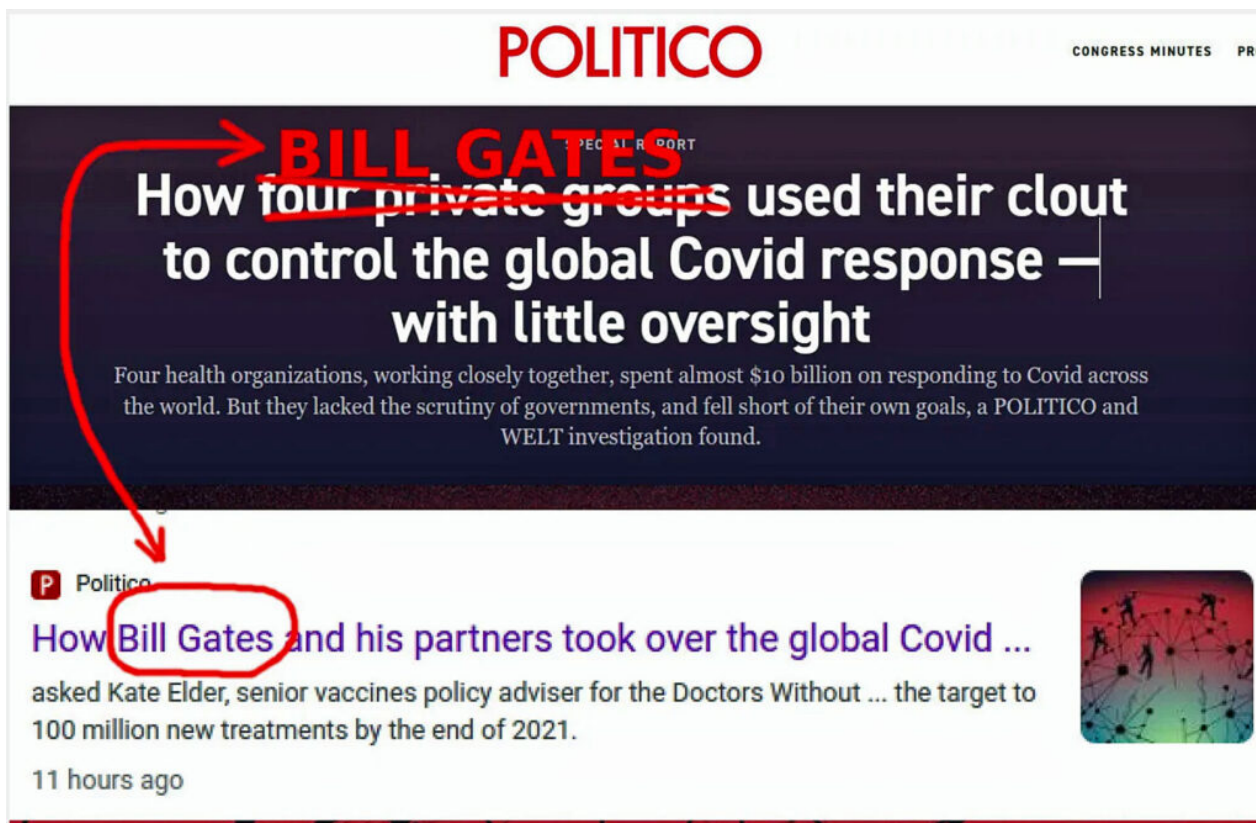 POLITICO
CONGRESS MINUTES PR
SPECIAL REPORT
BILL GATES
How four private groups used their clout
to control the global Covid response —
with little oversight
Four health organizations, working closely together, spent almost $10 billion on responding to Covid across
the world. But they lacked the scrutiny of governments, and fell short of their own goals, a POLITICO and
WELT investigation found.
P Politico
How Bill Gates and his partners took over the global Covid ...
asked Kate Elder, senior vaccines policy adviser for the Doctors Without ... the target to
100 million new treatments by the end of 2021.
11 hours ago